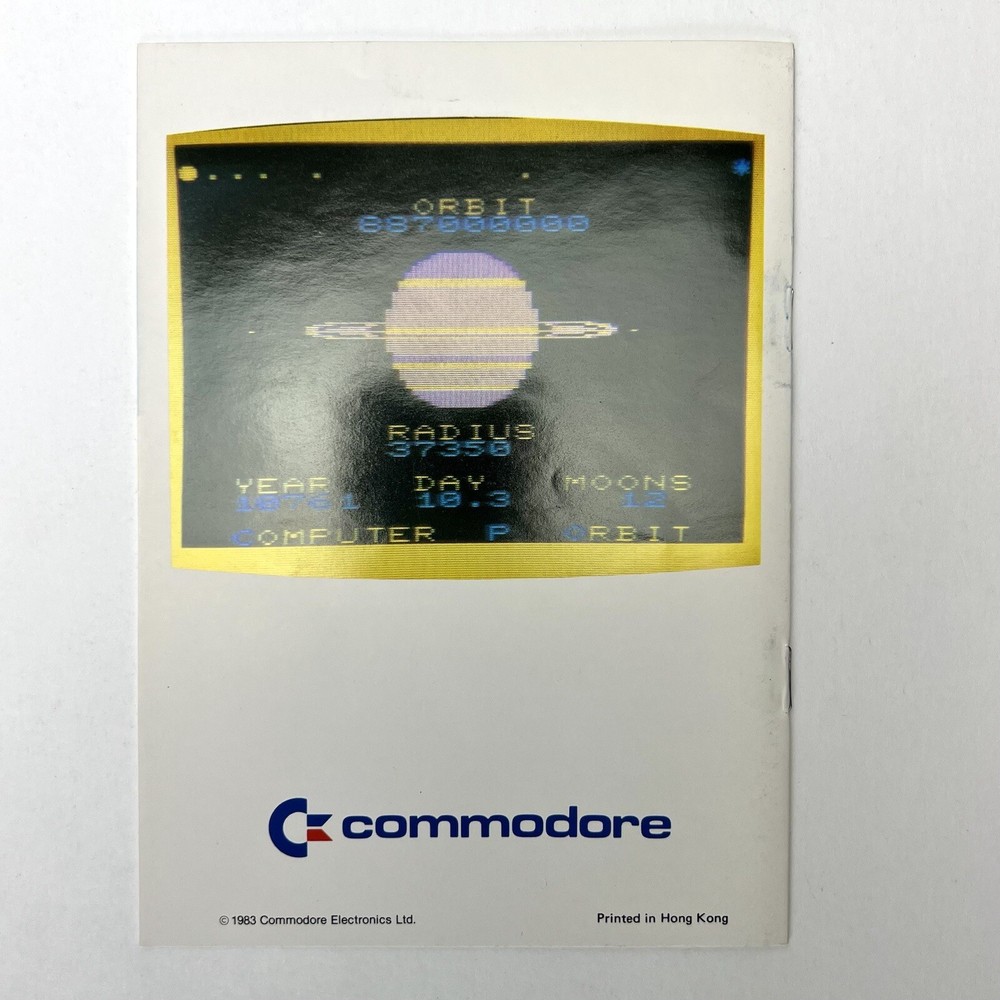 ORBIT
887000000
RADIUS
37350
YEAR DAY MOONS
10761 10.3 12
COMPUTER P ORBIT
commodore
© 1983 Commodore Electronics Ltd. Printed in Hong Kong